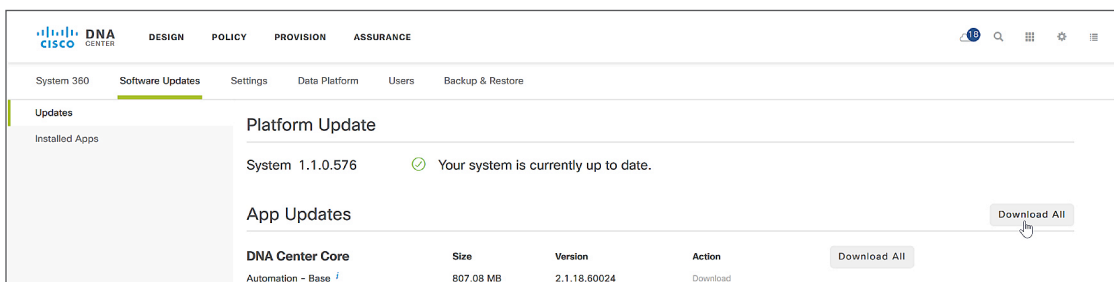 CISCO DNA CENTER DESIGN POLICY PROVISION ASSURANCE 18
System 360 Software Updates Settings Data Platform Users Backup & Restore
Updates
Installed Apps
Platform Update
System 1.1.0.576 Your system is currently up to date.
App Updates Download All
DNA Center Core Size Version Action Download All
Automation - Base i 807.08 MB 2.1.18.60024 Download